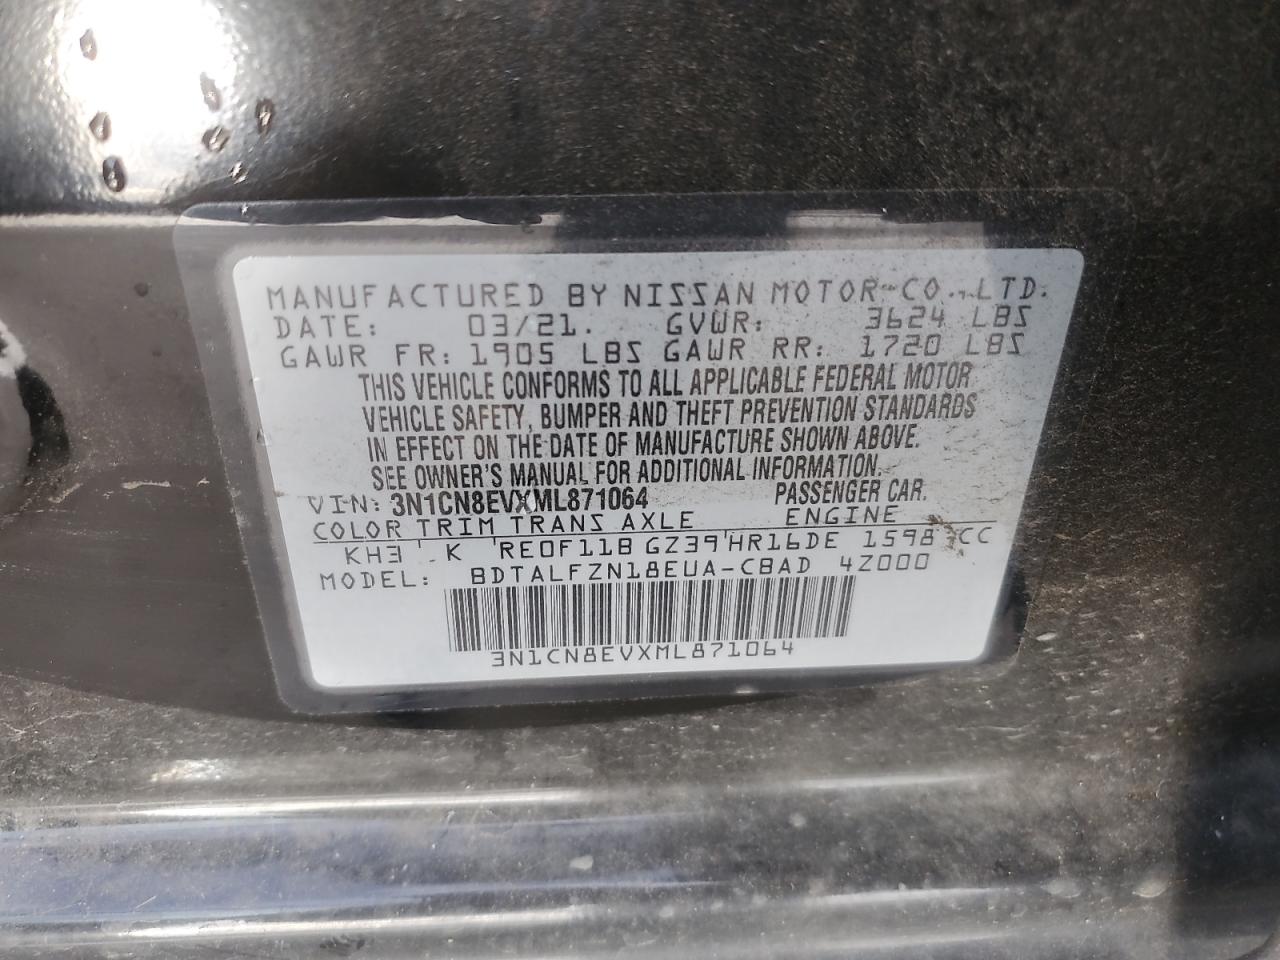 MANUFACTURED BY NISSAN MOTOR CO., LTD.
DATE: 03/21. GVWR: 3624 LBS
GAWR FR: 1905 LBS GAWR RR: 1720 LBS
THIS VEHICLE CONFORMS TO ALL APPLICABLE FEDERAL MOTOR
VEHICLE SAFETY, BUMPER AND THEFT PREVENTION STANDARDS
IN EFFECT ON THE DATE OF MANUFACTURE SHOWN ABOVE.
SEE OWNER'S MANUAL FOR ADDITIONAL INFORMATION.
VIN: 3N1CN8EVXML871064 PASSENGER CAR.
COLOR TRIM TRANS AXLE ENGINE
KH3 K RE0F11B GZ39 HR16DE 1598 CC
MODEL: BDTALFZN18EUA-CBAD 4Z000
3N1CN8EVXML871064